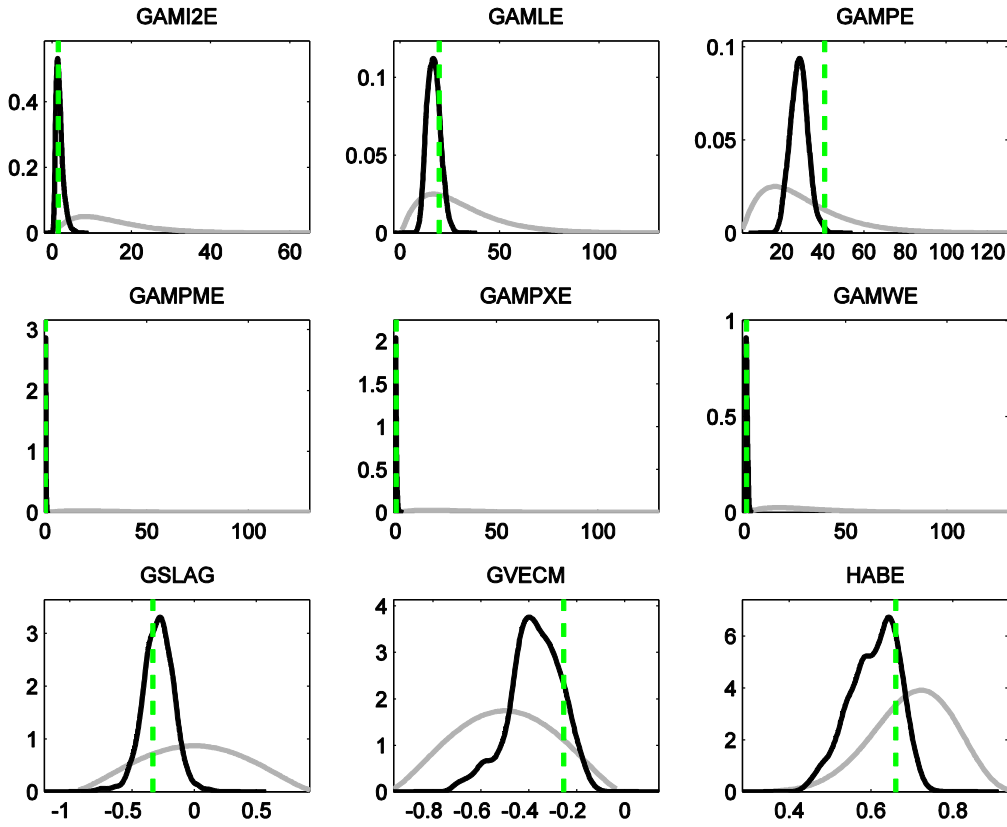 GAMI2E
GAMLE
GAMPE
0.4
0.2
0
0 20 40 60
0.1
0.05
0
0 50 100
0.1
0.05
0
20 40 60 80 100 120
GAMPME
GAMPXE
GAMWE
3
2
1
0
0 50 100
2
1.5
1
0.5
0
0 50 100
1
0.5
0
0 50 100
GSLAG
GVECM
HABE
3
2
1
0
-1 -0.5 0 0.5
4
3
2
1
0
-0.8 -0.6 -0.4 -0.2 0
6
4
2
0
0.4 0.6 0.8